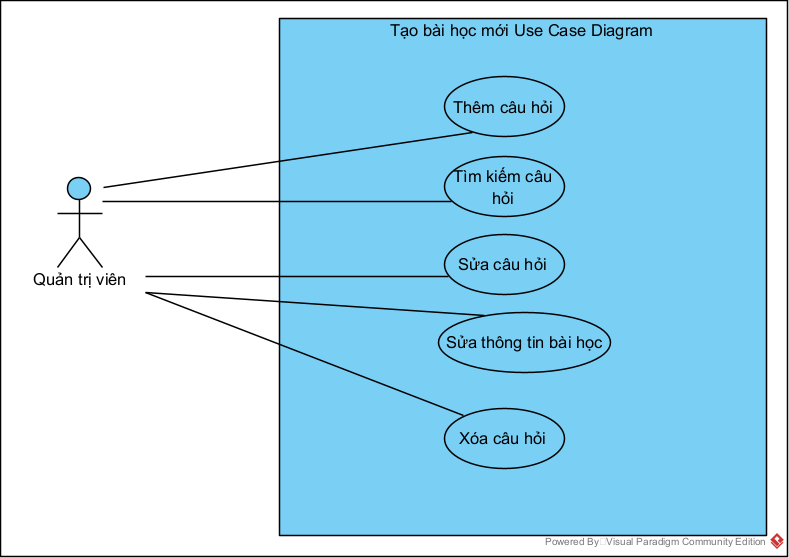 Tạo bài học mới Use Case Diagram
Thêm câu hỏi
Tìm kiếm câu
hỏi
Quản trị viên
Sửa câu hỏi
Sửa thông tin bài học
Xóa câu hỏi
Powered By Visual Paradigm Community Edition